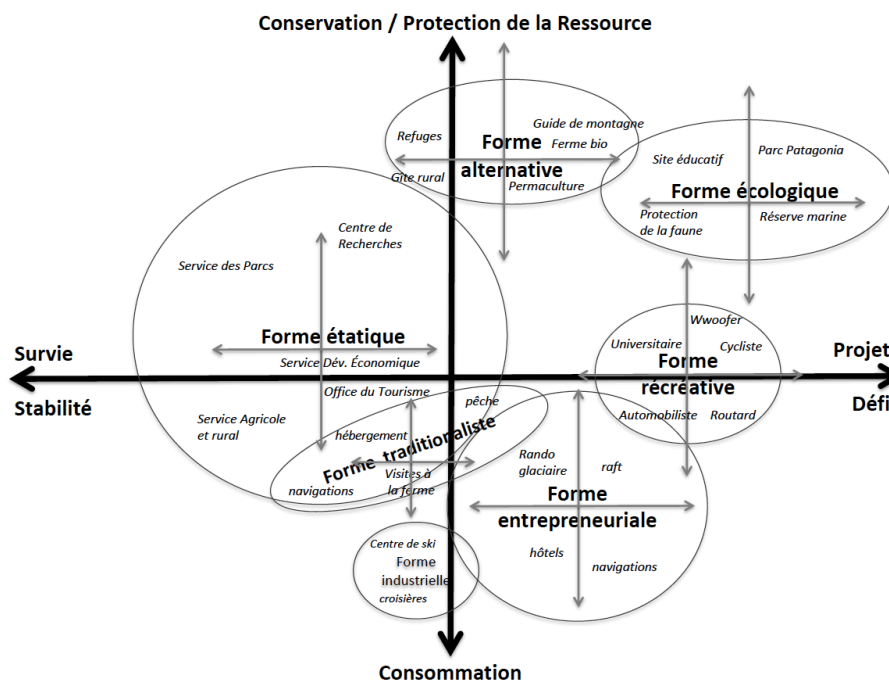 Conservation / Protection de la Ressource
Refuges
Guide de montagne
Forme
alternative
Ferme bio
Gîte rural
Permaculture
Site éducatif
Parc Patagonia
Forme écologique
Protection
de la faune
Réserve marine
Centre de
Recherches
Service des Parcs
Forme étatique
Service Dév. Économique
Office du Tourisme
Service Agricole
et rural
Survie
Stabilité
Wwoofer
Universitaire
Cycliste
Forme
récréative
Automobiliste
Routard
Projet
Défi
pêche
hébergement
Forme traditionaliste
navigations
Visites à
la ferme
Rando
glaciaire
raft
Forme
entrepreneuriale
hôtels
navigations
Centre de ski
Forme
industrielle
croisières
Consommation